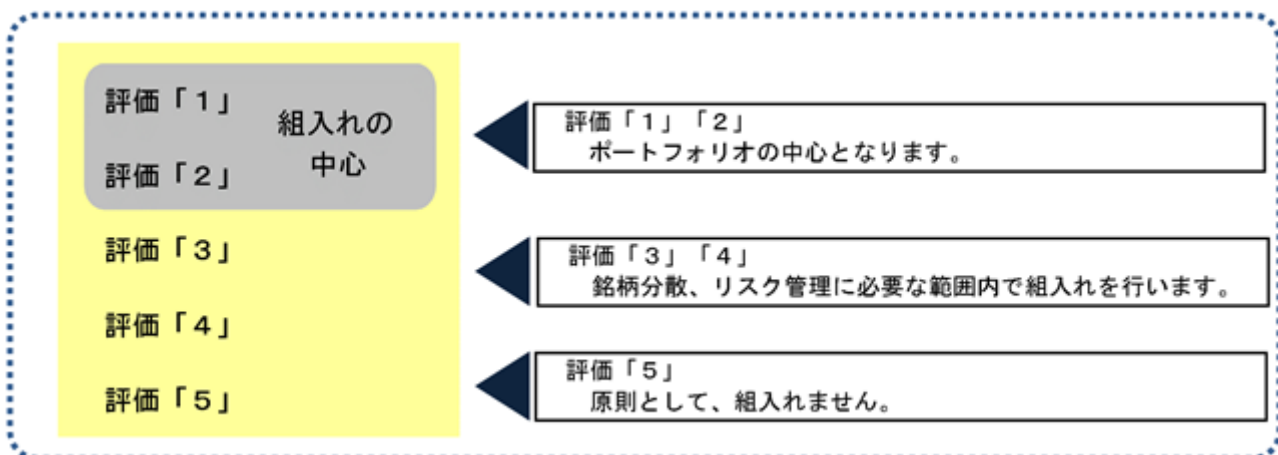 評価「１」
評価「２」
組入れの
中心
評価「３」
評価「４」
評価「５」
評価「１」「２」
ポートフォリオの中心となります。
評価「３」「４」
銘柄分散、リスク管理に必要な範囲内で組入れを行います。
評価「５」
原則として、組入れません。